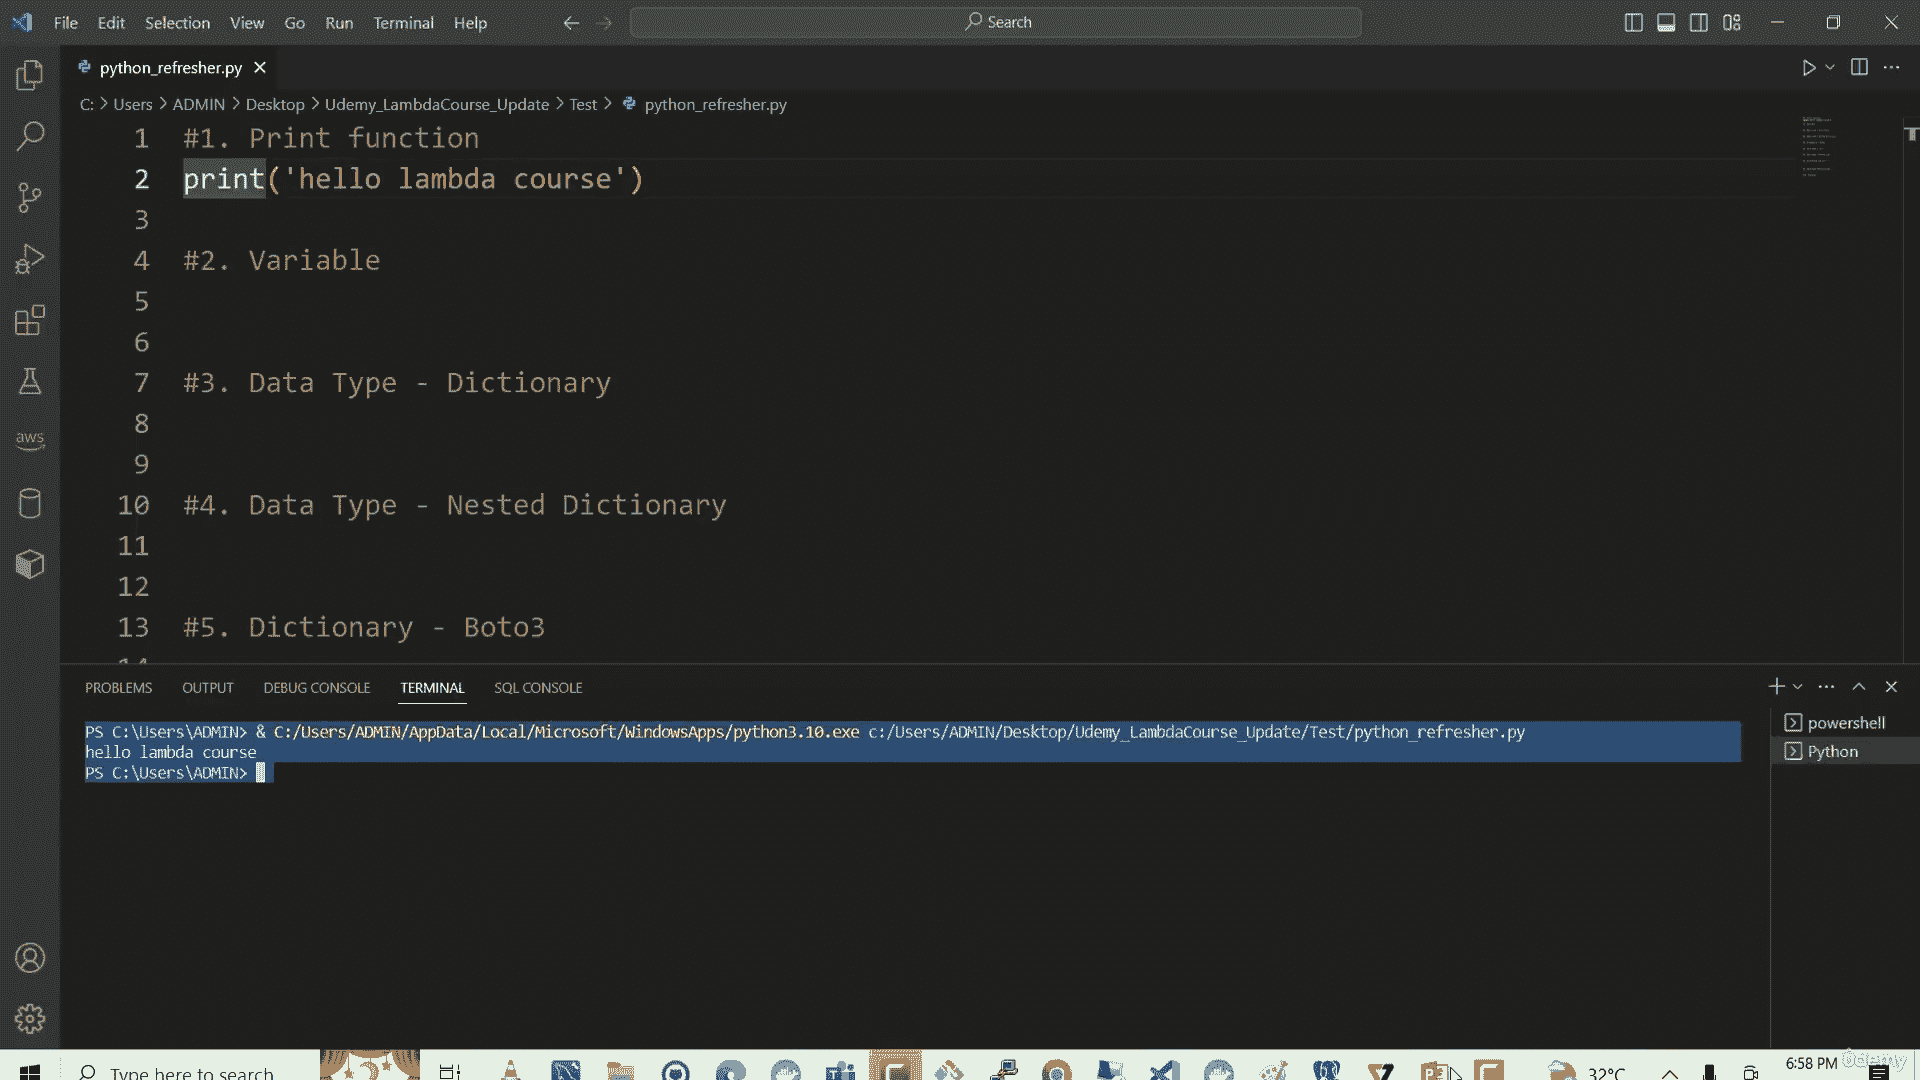 File Edit Selection View Go Run Terminal Help Search
python_refresher.py
C: > Users > ADMIN > Desktop > Udemy_LambdaCourse_Update > Test > python_refresher.py
1 #1. Print function
2 print('hello lambda course')
3
4 #2. Variable
5
6
7 #3. Data Type - Dictionary
8
9
10 #4. Data Type - Nested Dictionary
11
12
13 #5. Dictionary - Boto3
14
aws
PROBLEMS OUTPUT DEBUG CONSOLE TERMINAL SQL CONSOLE
PS C:\Users\ADMIN> & C:/Users/ADMIN/AppData/Local/Microsoft/WindowsApps/python3.10.exe c:/Users/ADMIN/Desktop/Udemy_LambdaCourse_Update/Test/python_refresher.py
hello lambda course
PS C:\Users\ADMIN>
powershell
Python
Type here to search
32°C
6:58 PM
ûdemy